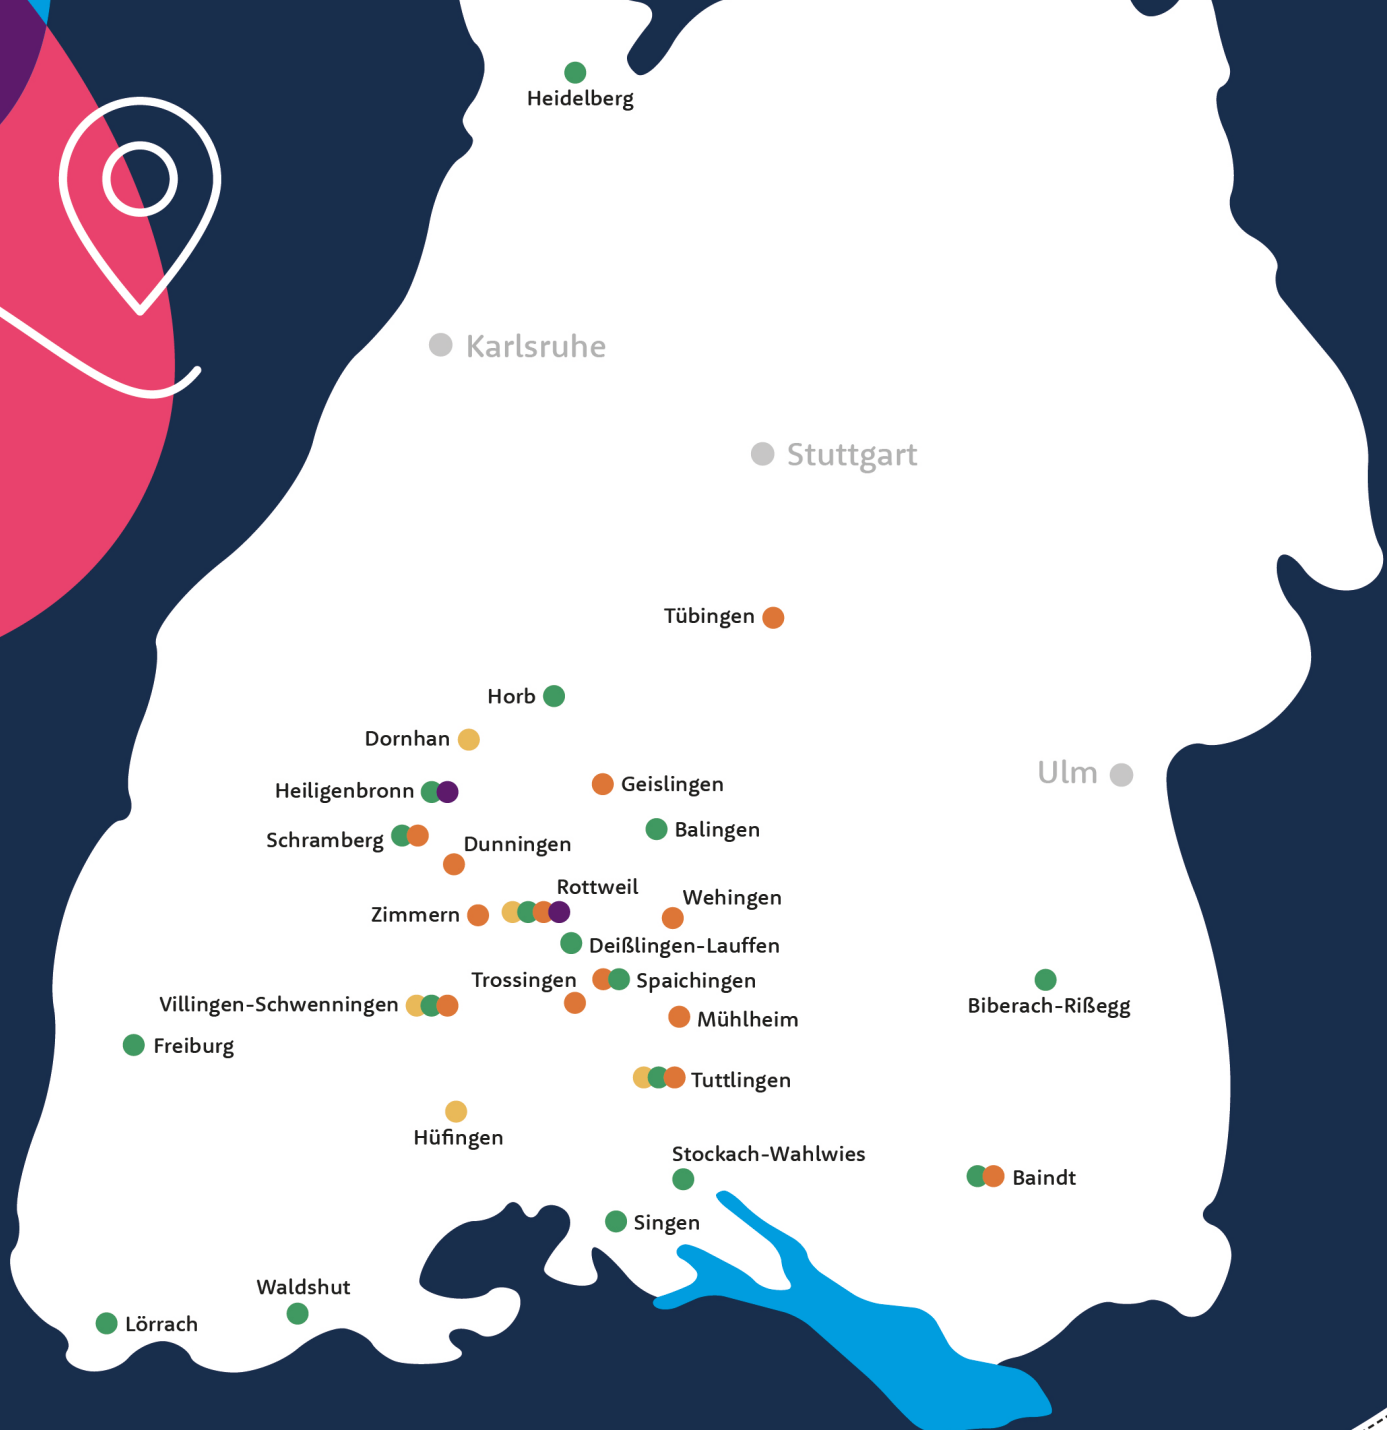 Heidelberg
Karlsruhe
Stuttgart
Tübingen
Horb
Dornhan
Ulm
Geislingen
Heiligenbronn
Balingen
Schramberg
Dunningen
Rottweil
Wehingen
Zimmern
Deißlingen-Lauffen
Trossingen
Spaichingen
Villingen-Schwenningen
Biberach-Rißegg
Mühlheim
Freiburg
Tuttlingen
Hüfingen
Stockach-Wahlwies
Baindt
Singen
Waldshut
Lörrach